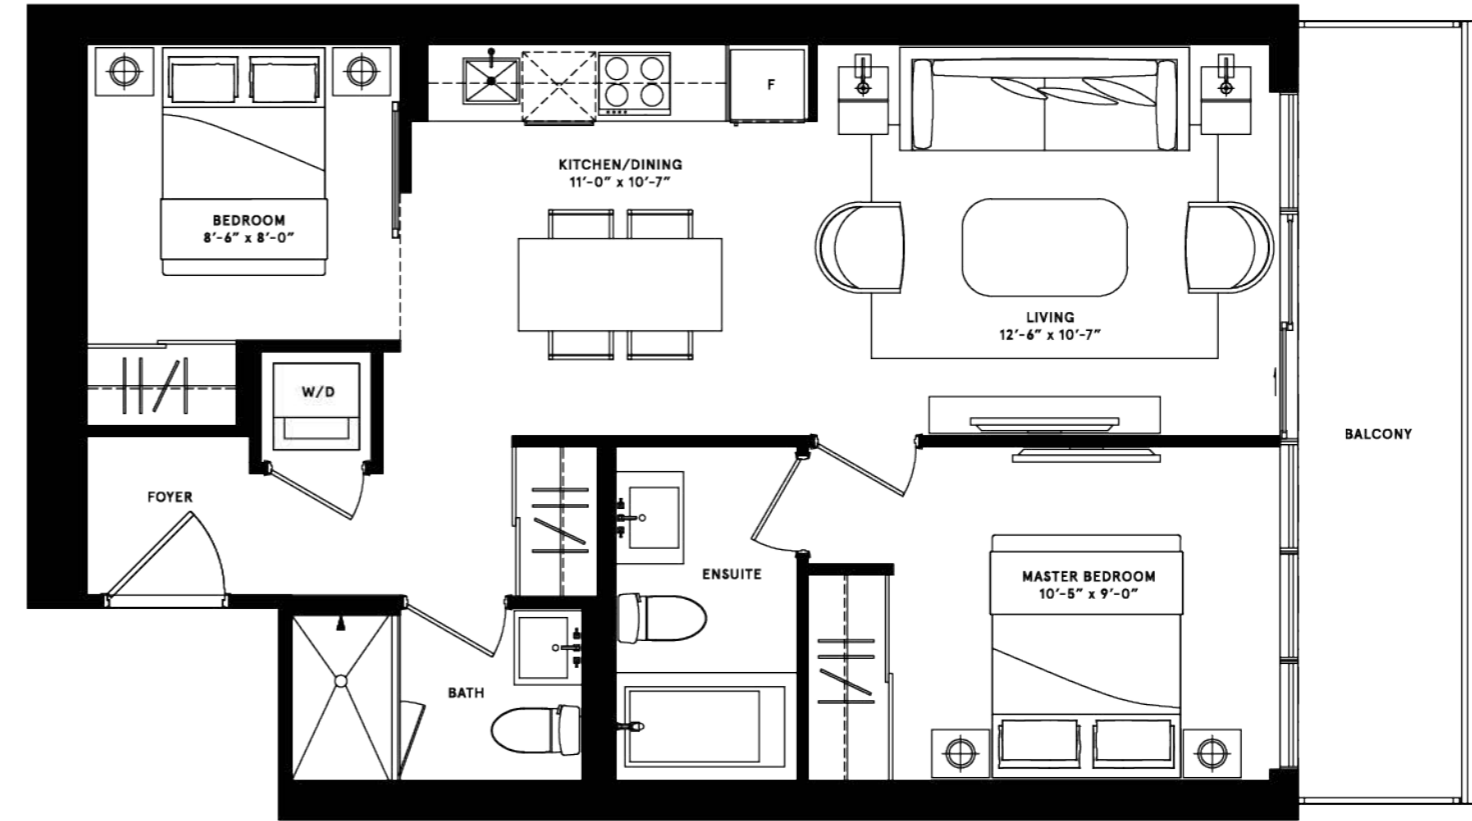 F
KITCHEN/DINING
11'-0" x 10'-7"
BEDROOM
8'-6" x 8'-0"
LIVING
12'-6" x 10'-7"
W/D
BALCONY
FOYER
ENSUITE
MASTER BEDROOM
10'-5" x 9'-0"
BATH